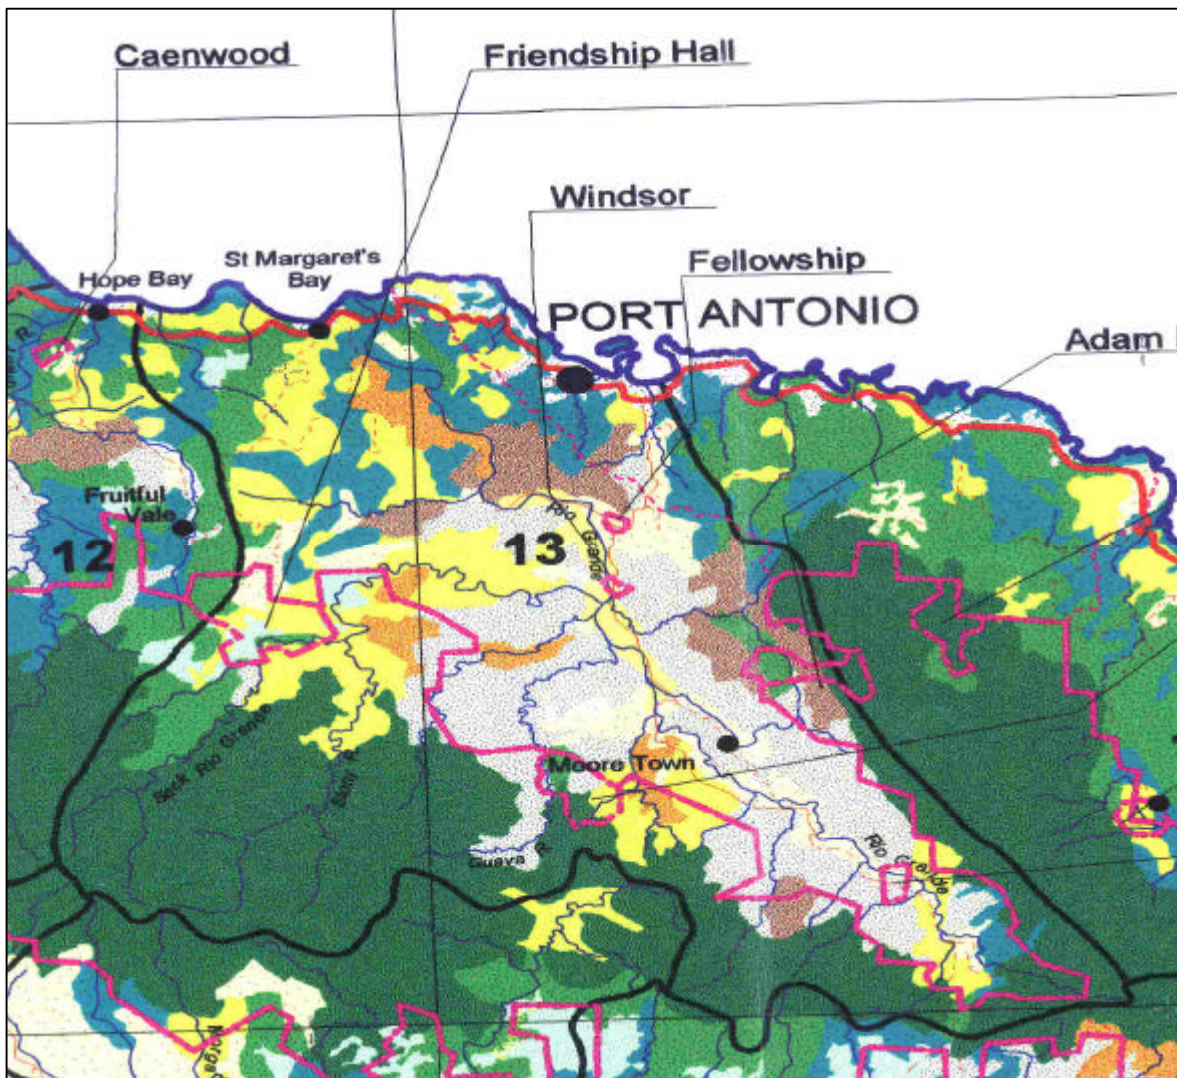 Caenwood
Friendship Hall
Windsor
St Margaret's
Bay
Hope Bay
Fellowship
PORT ANTONIO
Adam
R.
Fruitful
Vale
12
13
Rio Grande
Back Rio Grande
Moore Town
Guava R.
Rio Grande